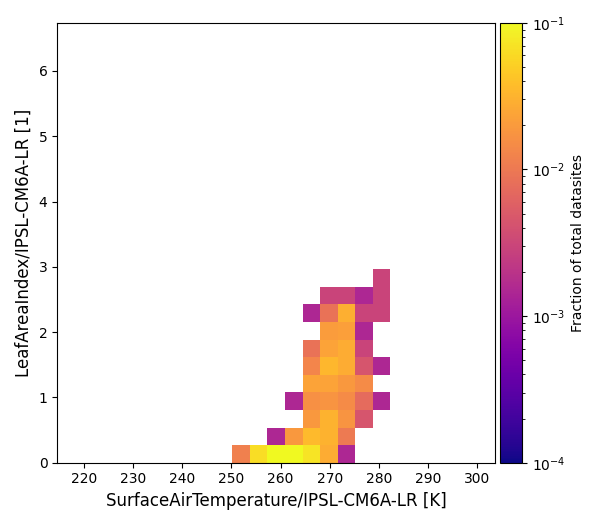 6
5
4
3
2
1
0
LeafAreaIndex/IPSL-CM6A-LR [1]
220 230 240 250 260 270 280 290 300
SurfaceAirTemperature/IPSL-CM6A-LR [K]
10⁻¹
10⁻²
10⁻³
10⁻⁴
Fraction of total datasites